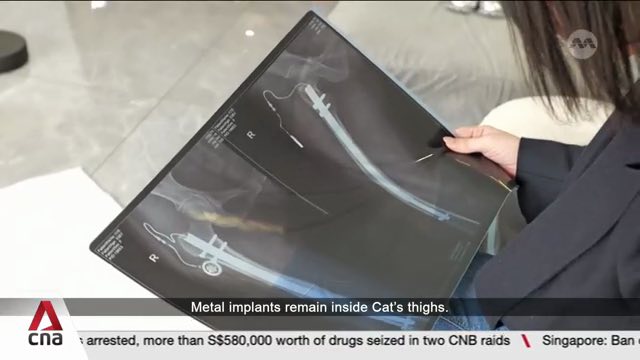 R
R
Metal implants remain inside Cat's thighs.
cna
s arrested, more than S$580,000 worth of drugs seized in two CNB raids \ Singapore: Ban